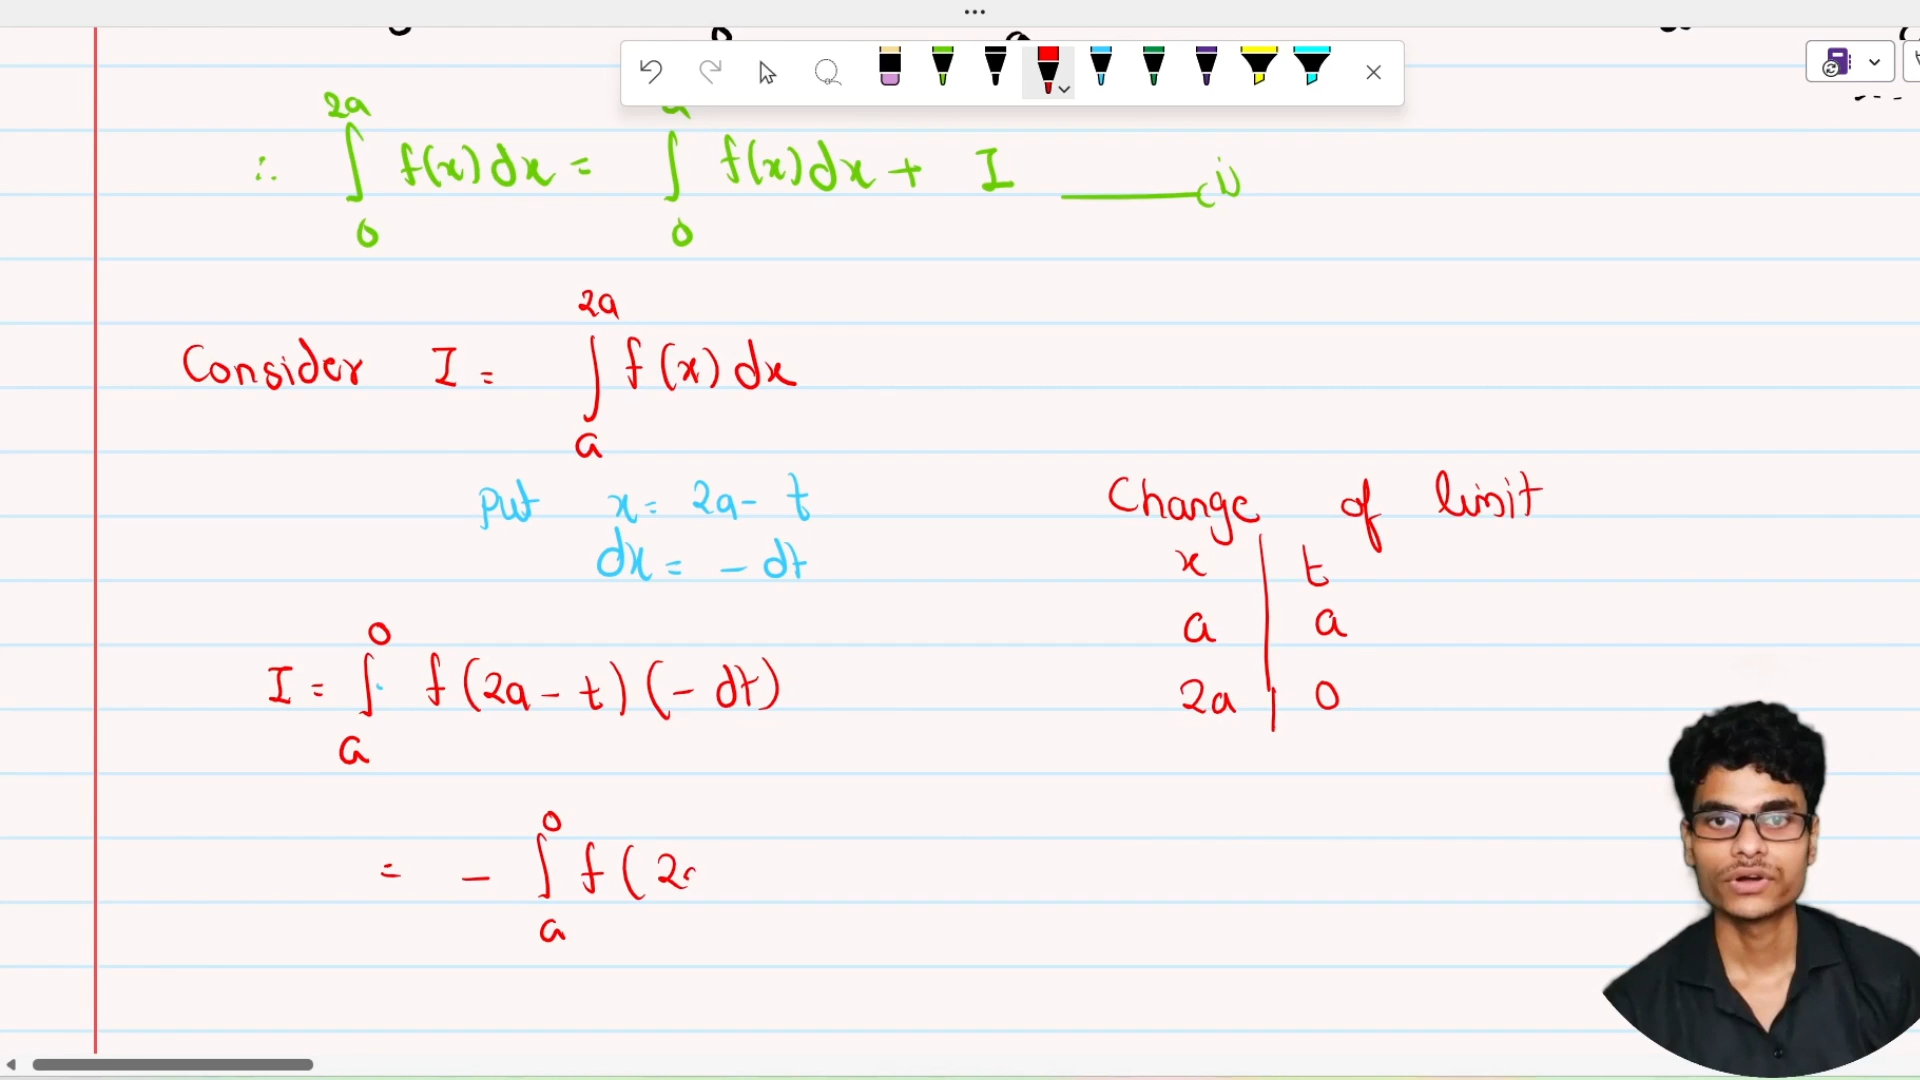 2a a
∴ ∫ f(x)dx = ∫ f(x)dx + I ———(i)
0 0
2a
Consider I = ∫ f(x) dx
a
Put x = 2a - t
dx = - dt
Change of limit
x | t
a | a
2a | 0
0
I = ∫ f(2a - t)(- dt)
a
0
= - ∫ f( 2
a